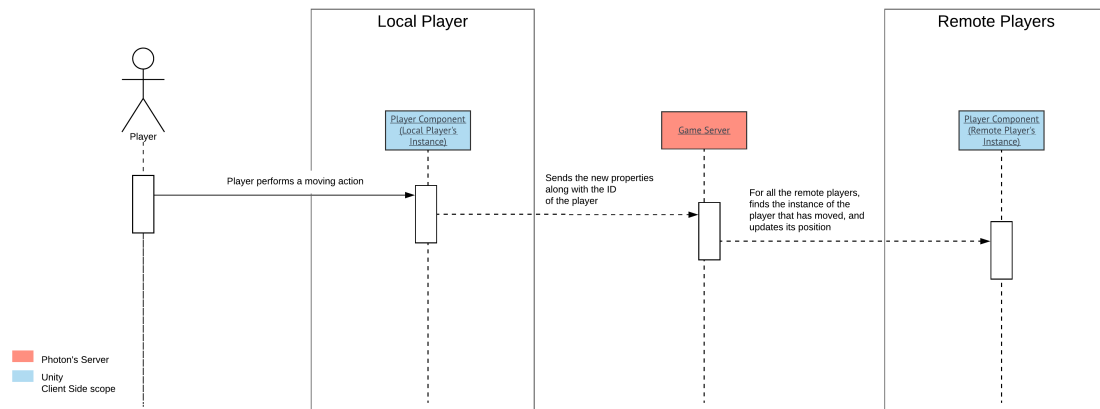 Local Player
Remote Players
Player
Player Component
(Local Player's
Instance)
Game Server
Player Component
(Remote Player's
Instance)
Player performs a moving action
Sends the new properties
along with the ID
of the player
For all the remote players,
finds the instance of the
player that has moved, and
updates its position
Photon's Server
Unity
Client Side scope